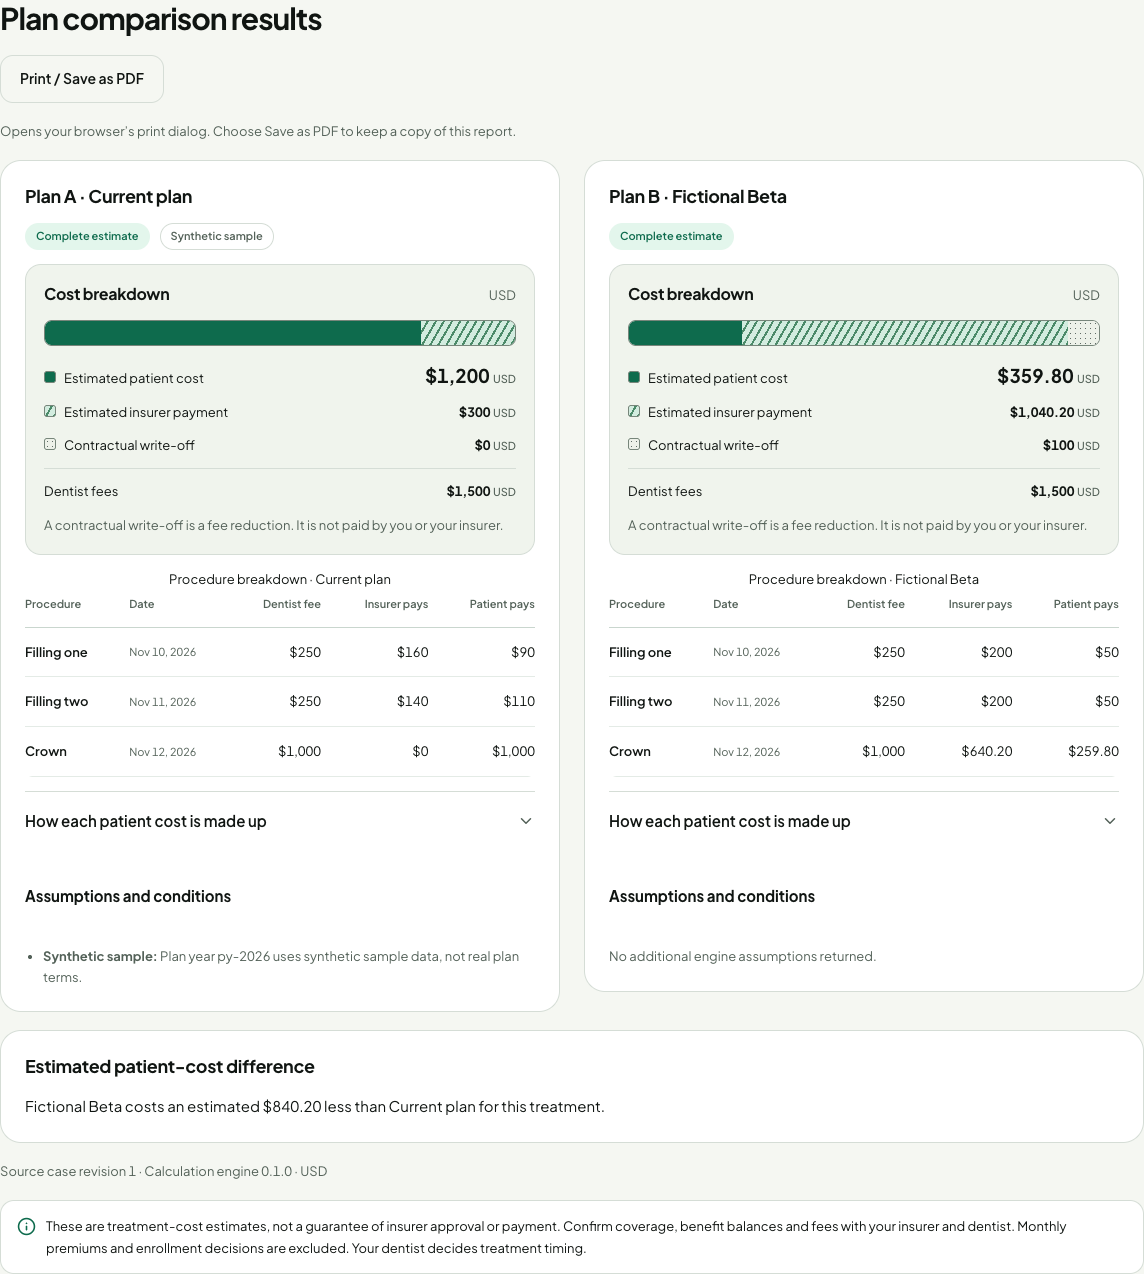 Plan comparison results
Print / Save as PDF
Opens your browser's print dialog. Choose Save as PDF to keep a copy of this report.
Plan A · Current plan
Complete estimate
Synthetic sample
Cost breakdown
USD
Estimated patient cost
$1,200 USD
Estimated insurer payment
$300 USD
Contractual write-off
$0 USD
Dentist fees
$1,500 USD
A contractual write-off is a fee reduction. It is not paid by you or your insurer.
Procedure breakdown · Current plan
Procedure Date Dentist fee Insurer pays Patient pays
Filling one Nov 10, 2026 $250 $160 $90
Filling two Nov 11, 2026 $250 $140 $110
Crown Nov 12, 2026 $1,000 $0 $1,000
How each patient cost is made up
Assumptions and conditions
• Synthetic sample: Plan year py-2026 uses synthetic sample data, not real plan
terms.
Plan B · Fictional Beta
Complete estimate
Cost breakdown
USD
Estimated patient cost
$359.80 USD
Estimated insurer payment
$1,040.20 USD
Contractual write-off
$100 USD
Dentist fees
$1,500 USD
A contractual write-off is a fee reduction. It is not paid by you or your insurer.
Procedure breakdown · Fictional Beta
Procedure Date Dentist fee Insurer pays Patient pays
Filling one Nov 10, 2026 $250 $200 $50
Filling two Nov 11, 2026 $250 $200 $50
Crown Nov 12, 2026 $1,000 $640.20 $259.80
How each patient cost is made up
Assumptions and conditions
No additional engine assumptions returned.
Estimated patient-cost difference
Fictional Beta costs an estimated $840.20 less than Current plan for this treatment.
Source case revision 1 · Calculation engine 0.1.0 · USD
These are treatment-cost estimates, not a guarantee of insurer approval or payment. Confirm coverage, benefit balances and fees with your insurer and dentist. Monthly
premiums and enrollment decisions are excluded. Your dentist decides treatment timing.